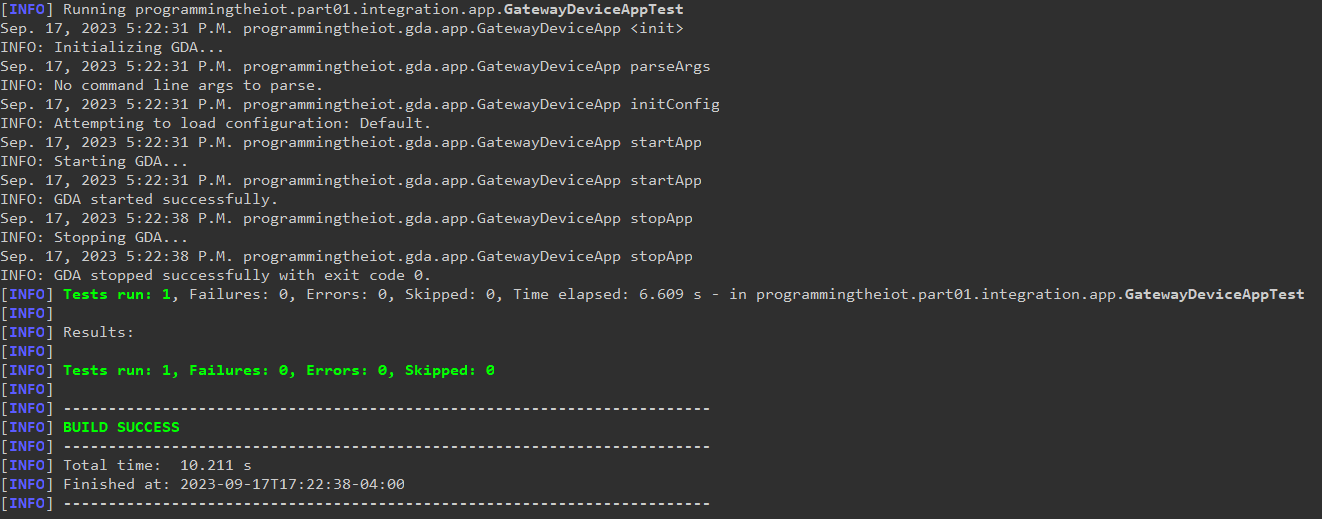 [INFO] Running programmingtheiot.part01.integration.app.GatewayDeviceAppTest
Sep. 17, 2023 5:22:31 P.M. programmingtheiot.gda.app.GatewayDeviceApp <init>
INFO: Initializing GDA...
Sep. 17, 2023 5:22:31 P.M. programmingtheiot.gda.app.GatewayDeviceApp parseArgs
INFO: No command line args to parse.
Sep. 17, 2023 5:22:31 P.M. programmingtheiot.gda.app.GatewayDeviceApp initConfig
INFO: Attempting to load configuration: Default.
Sep. 17, 2023 5:22:31 P.M. programmingtheiot.gda.app.GatewayDeviceApp startApp
INFO: Starting GDA...
Sep. 17, 2023 5:22:31 P.M. programmingtheiot.gda.app.GatewayDeviceApp startApp
INFO: GDA started successfully.
Sep. 17, 2023 5:22:38 P.M. programmingtheiot.gda.app.GatewayDeviceApp stopApp
INFO: Stopping GDA...
Sep. 17, 2023 5:22:38 P.M. programmingtheiot.gda.app.GatewayDeviceApp stopApp
INFO: GDA stopped successfully with exit code 0.
[INFO] Tests run: 1, Failures: 0, Errors: 0, Skipped: 0, Time elapsed: 6.609 s - in programmingtheiot.part01.integration.app.GatewayDeviceAppTest
[INFO]
[INFO] Results:
[INFO]
[INFO] Tests run: 1, Failures: 0, Errors: 0, Skipped: 0
[INFO]
[INFO] ------------------------------------------------------------------------
[INFO] BUILD SUCCESS
[INFO] ------------------------------------------------------------------------
[INFO] Total time:  10.211 s
[INFO] Finished at: 2023-09-17T17:22:38-04:00
[INFO] ------------------------------------------------------------------------